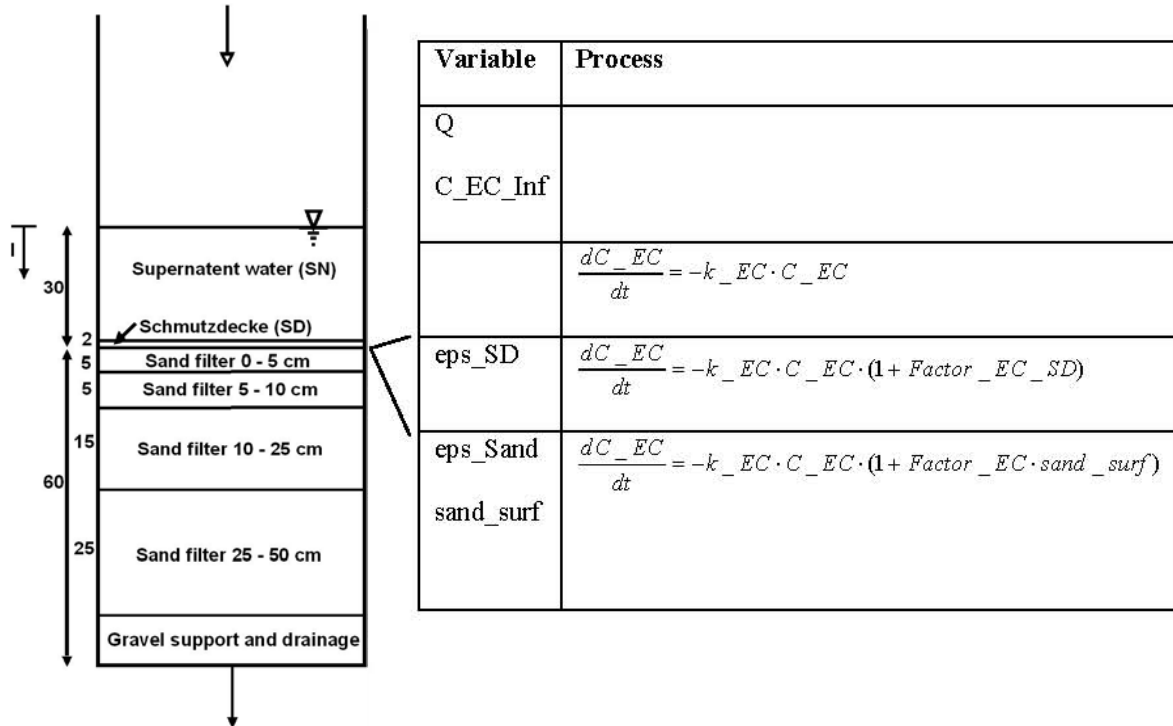 Variable Process
Q
C_EC_Inf
I
30
Supernatent water (SN)
dC_EC
dt
= -k_EC·C_EC
2
Schmutzdecke (SD)
5
Sand filter 0 - 5 cm
eps_SD
dC_EC
dt
= -k_EC·C_EC·(1+ Factor_EC_SD)
5
Sand filter 5 - 10 cm
15
Sand filter 10 - 25 cm
60
eps_Sand
sand_surf
dC_EC
dt
= -k_EC·C_EC·(1+ Factor_EC·sand_surf)
25
Sand filter 25 - 50 cm
Gravel support and drainage